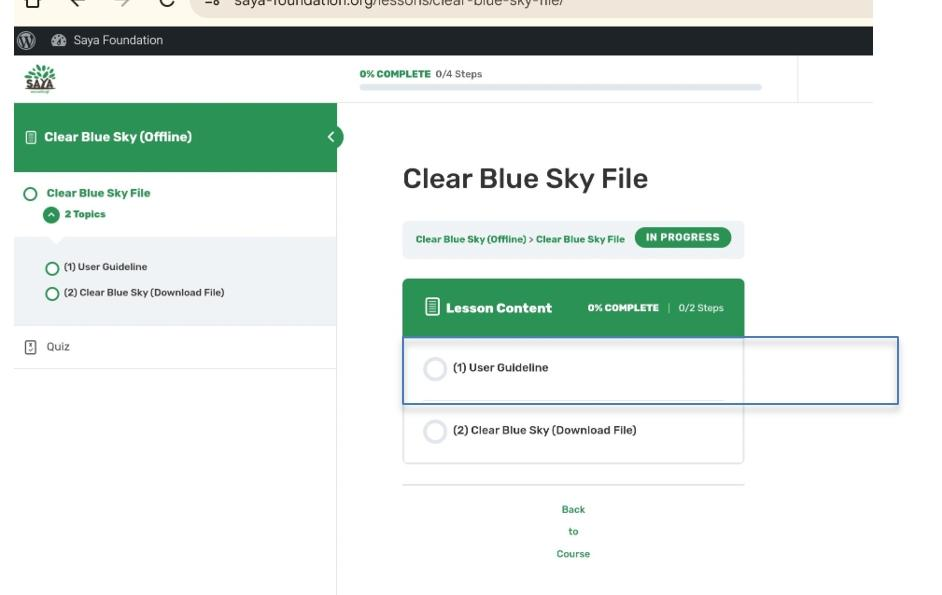 saya-foundation.org/lessons/clear-blue-sky-file/
Saya Foundation
SAYA
0% COMPLETE 0/4 Steps
Clear Blue Sky (Offline)
Clear Blue Sky File
2 Topics
(1) User Guideline
(2) Clear Blue Sky (Download File)
Quiz
Clear Blue Sky File
Clear Blue Sky (Offline) > Clear Blue Sky File IN PROGRESS
Lesson Content 0% COMPLETE | 0/2 Steps
(1) User Guideline
(2) Clear Blue Sky (Download File)
Back
to
Course